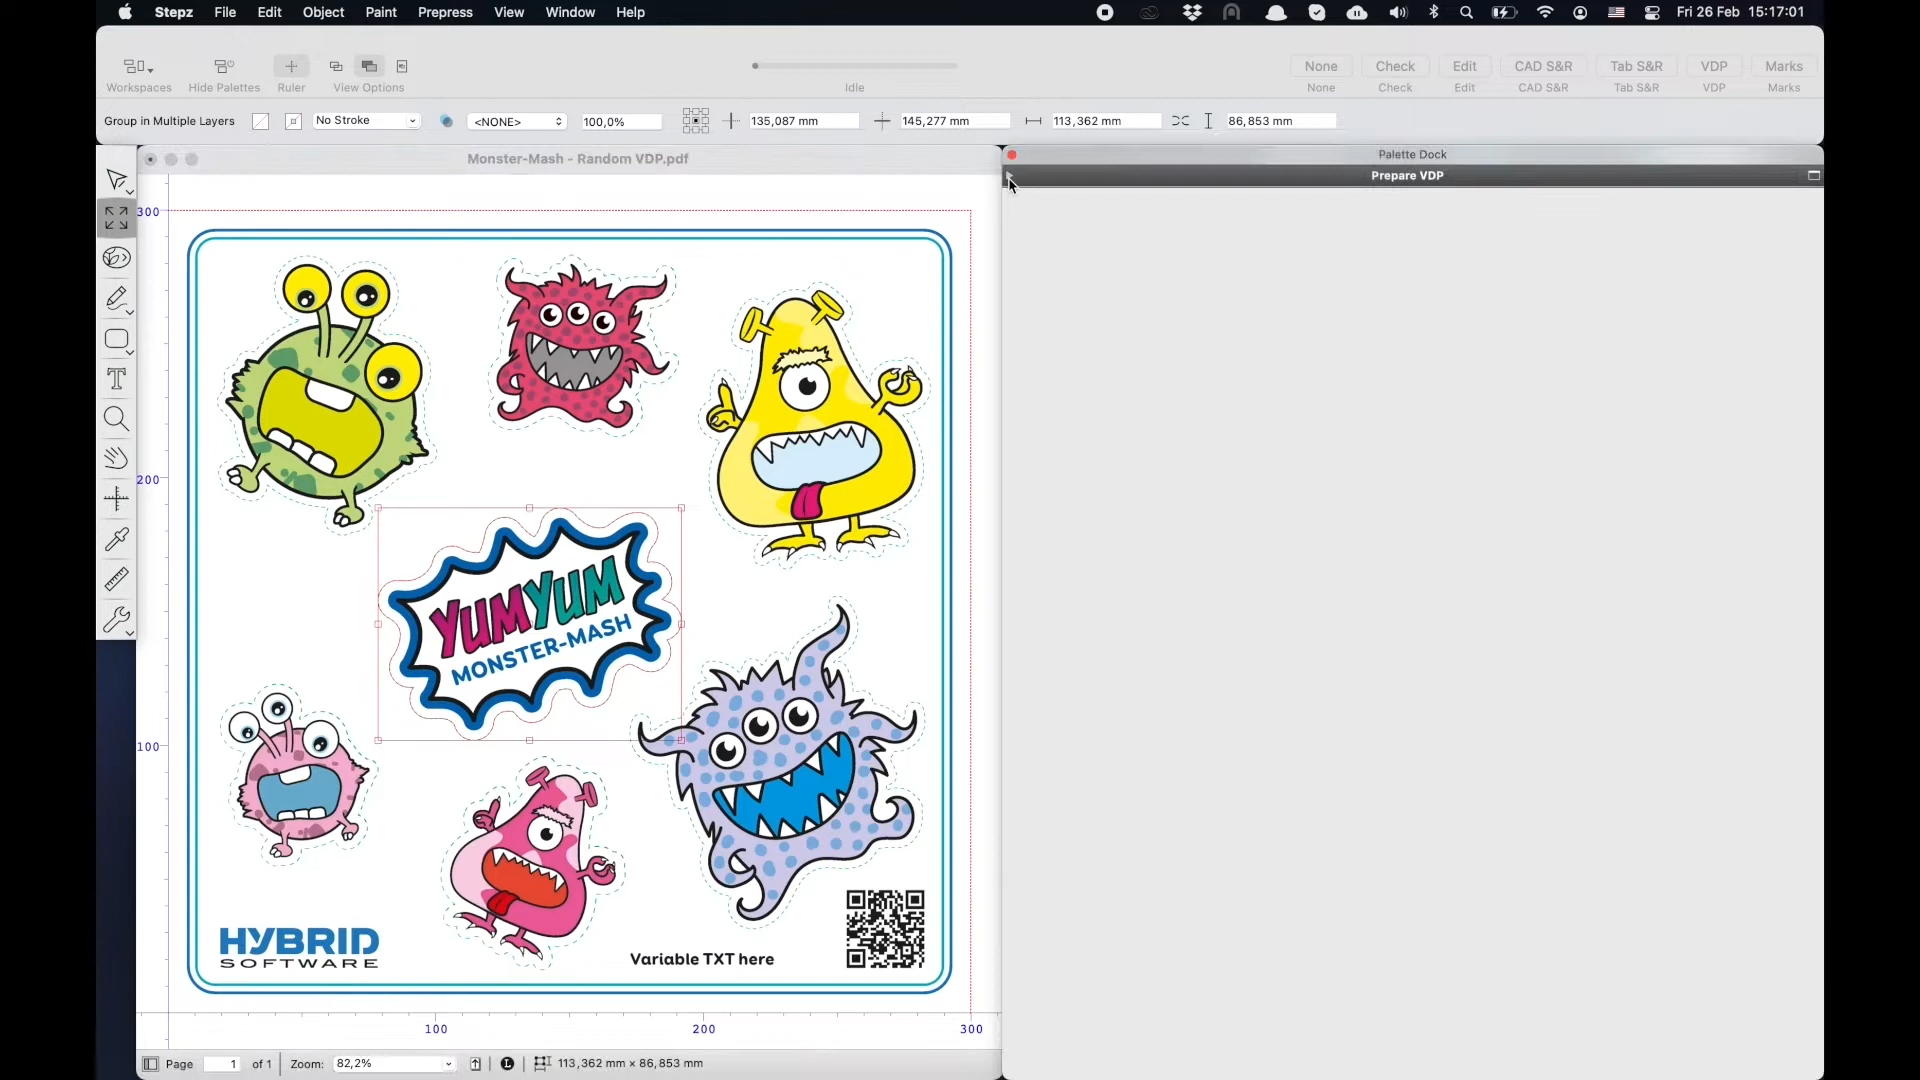 Stepz File Edit Object Paint Prepress View Window Help Fri 26 Feb 15:17:01
Workspaces Hide Palettes Ruler View Options
Idle
None Check Edit CAD S&R Tab S&R VDP Marks
None Check Edit CAD S&R Tab S&R VDP Marks
Group in Multiple Layers No Stroke <NONE> 100,0% 135,087 mm 145,277 mm 113,362 mm 86,853 mm
Monster-Mash - Random VDP.pdf
Palette Dock
Prepare VDP
300
200
100
YUMYUM
MONSTER-MASH
HYBRID
SOFTWARE
Variable TXT here
100 200 300
Page 1 of 1 Zoom: 82,2% L 113,362 mm × 86,853 mm